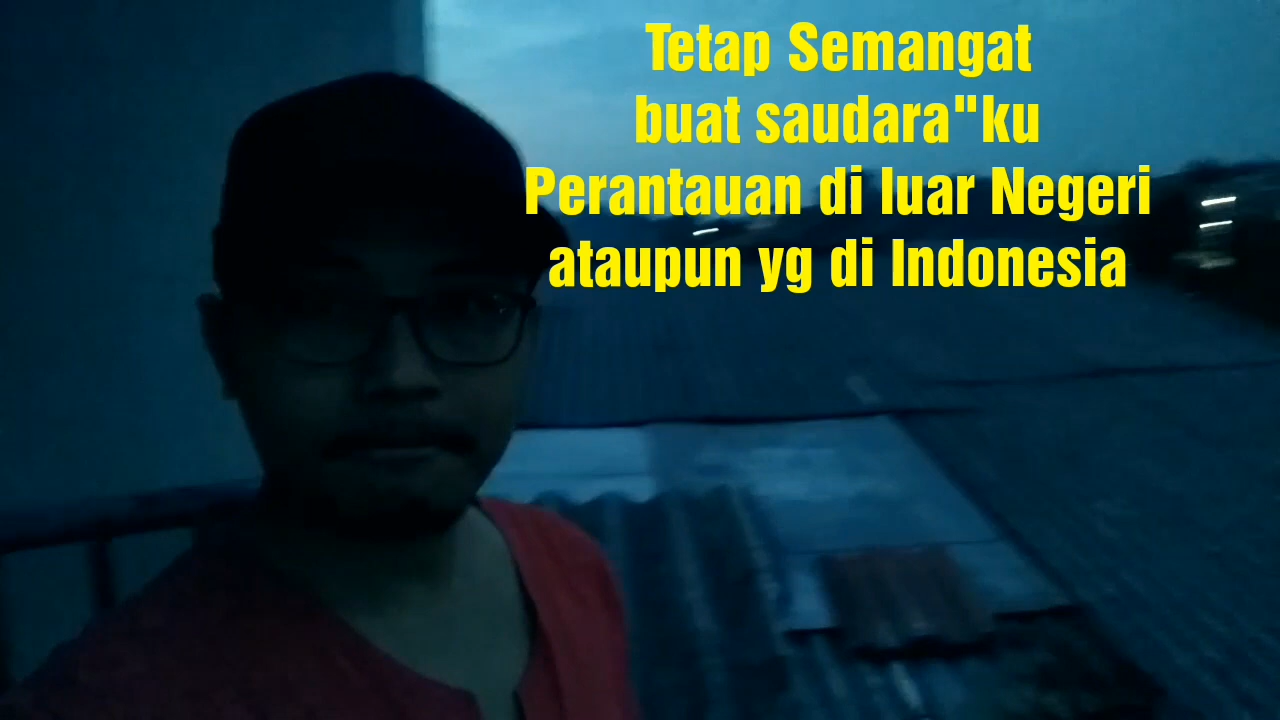 Tetap Semangat
buat saudara"ku
Perantauan di luar Negeri
ataupun yg di Indonesia